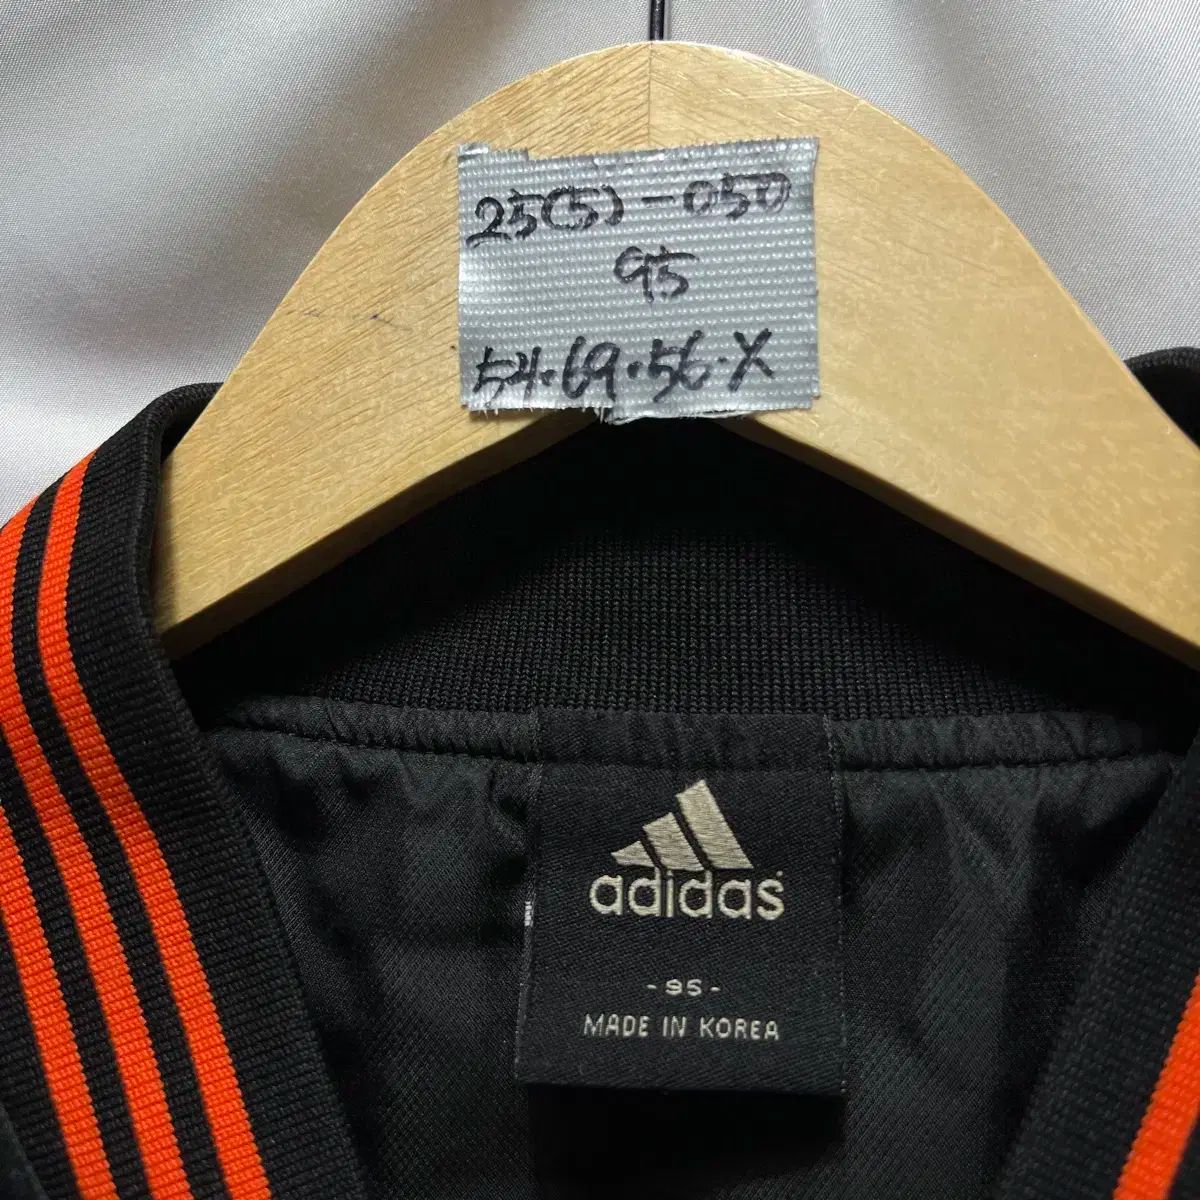 25(5)-050
95
54.69.56.X
adidas
- 95 -
MADE IN KOREA